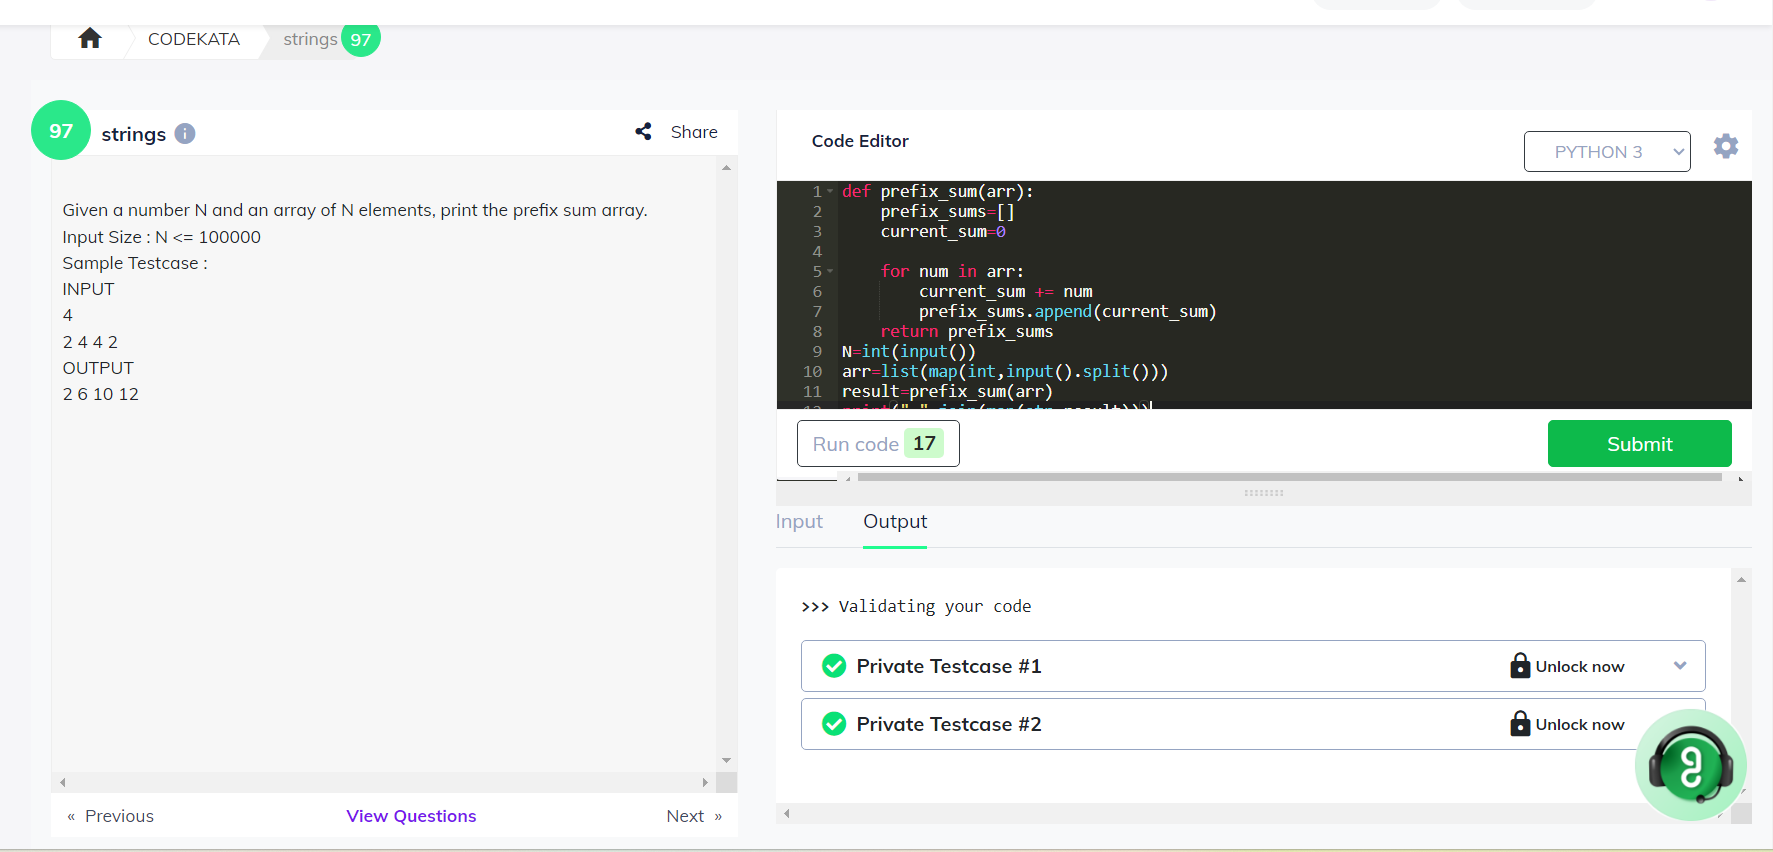 CODEKATA
strings 97
97 strings
Share
Given a number N and an array of N elements, print the prefix sum array.
Input Size : N <= 100000
Sample Testcase :
INPUT
4
2 4 4 2
OUTPUT
2 6 10 12
« Previous
View Questions
Next »
Code Editor
PYTHON 3
1 def prefix_sum(arr):
2     prefix_sums=[]
3     current_sum=0
4
5     for num in arr:
6         current_sum += num
7         prefix_sums.append(current_sum)
8     return prefix_sums
9 N=int(input())
10 arr=list(map(int,input().split()))
11 result=prefix_sum(arr)
Run code 17
Submit
Input
Output
>>> Validating your code
Private Testcase #1
Unlock now
Private Testcase #2
Unlock now